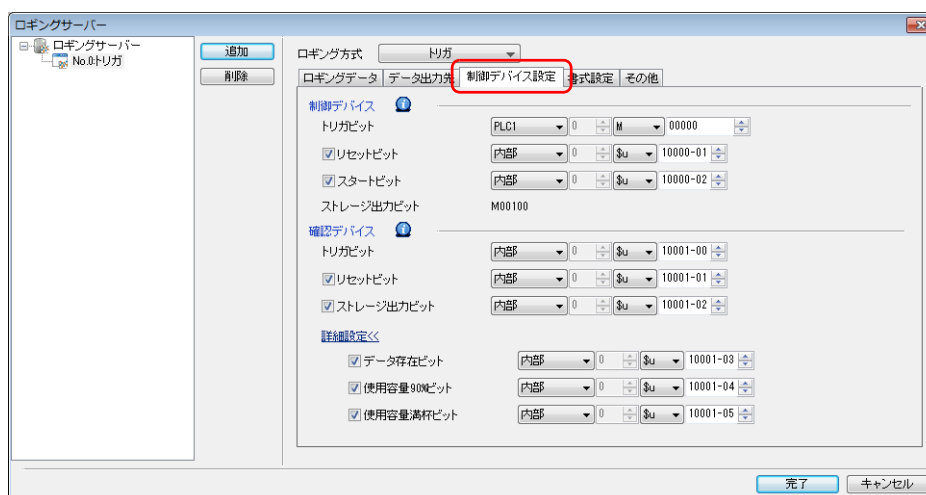 ロギングサーバー
ロギングサーバー
No.0:トリガ
追加
削除
ロギング方式 トリガ
ロギングデータ データ出力先 制御デバイス設定 書式設定 その他
制御デバイス
トリガビット PLC1 0 M 00000
リセットビット 内部 0 $u 10000-01
スタートビット 内部 0 $u 10000-02
ストレージ出力ビット M00100
確認デバイス
トリガビット 内部 0 $u 10001-00
リセットビット 内部 0 $u 10001-01
ストレージ出力ビット 内部 0 $u 10001-02
詳細設定<<
データ存在ビット 内部 0 $u 10001-03
使用容量90%ビット 内部 0 $u 10001-04
使用容量満杯ビット 内部 0 $u 10001-05
完了 キャンセル